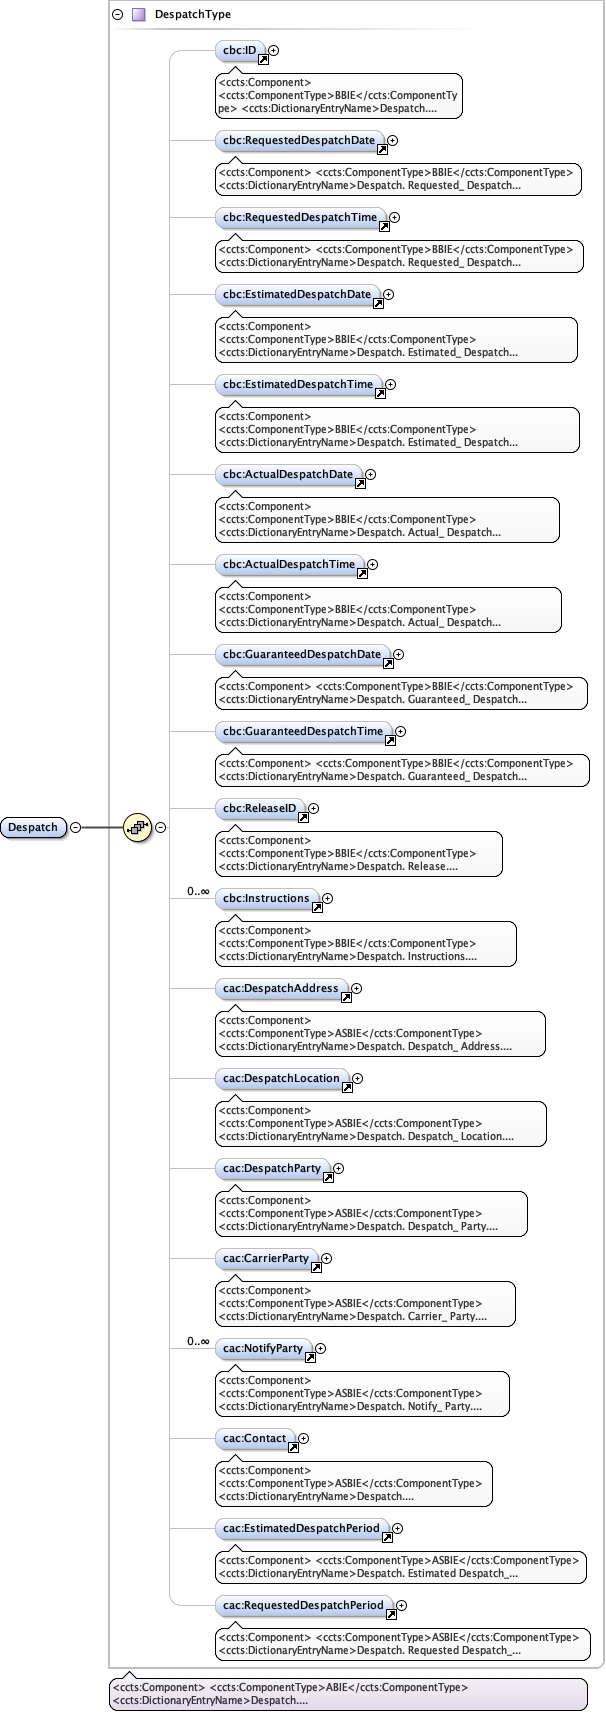 DespatchType
cbc:ID
<ccts:Component>
<ccts:ComponentType>BBIE</ccts:ComponentTy
pe> <ccts:DictionaryEntryName>Despatch....
cbc:RequestedDespatchDate
<ccts:Component> <ccts:ComponentType>BBIE</ccts:ComponentType>
<ccts:DictionaryEntryName>Despatch. Requested_ Despatch...
cbc:RequestedDespatchTime
<ccts:Component> <ccts:ComponentType>BBIE</ccts:ComponentType>
<ccts:DictionaryEntryName>Despatch. Requested_ Despatch...
cbc:EstimatedDespatchDate
<ccts:Component>
<ccts:ComponentType>BBIE</ccts:ComponentType>
<ccts:DictionaryEntryName>Despatch. Estimated_ Despatch...
cbc:EstimatedDespatchTime
<ccts:Component>
<ccts:ComponentType>BBIE</ccts:ComponentType>
<ccts:DictionaryEntryName>Despatch. Estimated_ Despatch...
cbc:ActualDespatchDate
<ccts:Component>
<ccts:ComponentType>BBIE</ccts:ComponentType>
<ccts:DictionaryEntryName>Despatch. Actual_ Despatch...
cbc:ActualDespatchTime
<ccts:Component>
<ccts:ComponentType>BBIE</ccts:ComponentType>
<ccts:DictionaryEntryName>Despatch. Actual_ Despatch...
cbc:GuaranteedDespatchDate
<ccts:Component> <ccts:ComponentType>BBIE</ccts:ComponentType>
<ccts:DictionaryEntryName>Despatch. Guaranteed_ Despatch...
cbc:GuaranteedDespatchTime
<ccts:Component> <ccts:ComponentType>BBIE</ccts:ComponentType>
<ccts:DictionaryEntryName>Despatch. Guaranteed_ Despatch...
Despatch
cbc:ReleaseID
<ccts:Component>
<ccts:ComponentType>BBIE</ccts:ComponentType>
<ccts:DictionaryEntryName>Despatch. Release....
0..∞
cbc:Instructions
<ccts:Component>
<ccts:ComponentType>BBIE</ccts:ComponentType>
<ccts:DictionaryEntryName>Despatch. Instructions....
cac:DespatchAddress
<ccts:Component>
<ccts:ComponentType>ASBIE</ccts:ComponentType>
<ccts:DictionaryEntryName>Despatch. Despatch_ Address....
cac:DespatchLocation
<ccts:Component>
<ccts:ComponentType>ASBIE</ccts:ComponentType>
<ccts:DictionaryEntryName>Despatch. Despatch_ Location....
cac:DespatchParty
<ccts:Component>
<ccts:ComponentType>ASBIE</ccts:ComponentType>
<ccts:DictionaryEntryName>Despatch. Despatch_ Party....
cac:CarrierParty
<ccts:Component>
<ccts:ComponentType>ASBIE</ccts:ComponentType>
<ccts:DictionaryEntryName>Despatch. Carrier_ Party....
0..∞
cac:NotifyParty
<ccts:Component>
<ccts:ComponentType>ASBIE</ccts:ComponentType>
<ccts:DictionaryEntryName>Despatch. Notify_ Party....
cac:Contact
<ccts:Component>
<ccts:ComponentType>ASBIE</ccts:ComponentType>
<ccts:DictionaryEntryName>Despatch....
cac:EstimatedDespatchPeriod
<ccts:Component> <ccts:ComponentType>ASBIE</ccts:ComponentType>
<ccts:DictionaryEntryName>Despatch. Estimated Despatch_...
cac:RequestedDespatchPeriod
<ccts:Component> <ccts:ComponentType>ASBIE</ccts:ComponentType>
<ccts:DictionaryEntryName>Despatch. Requested Despatch_...
<ccts:Component> <ccts:ComponentType>ABIE</ccts:ComponentType>
<ccts:DictionaryEntryName>Despatch....